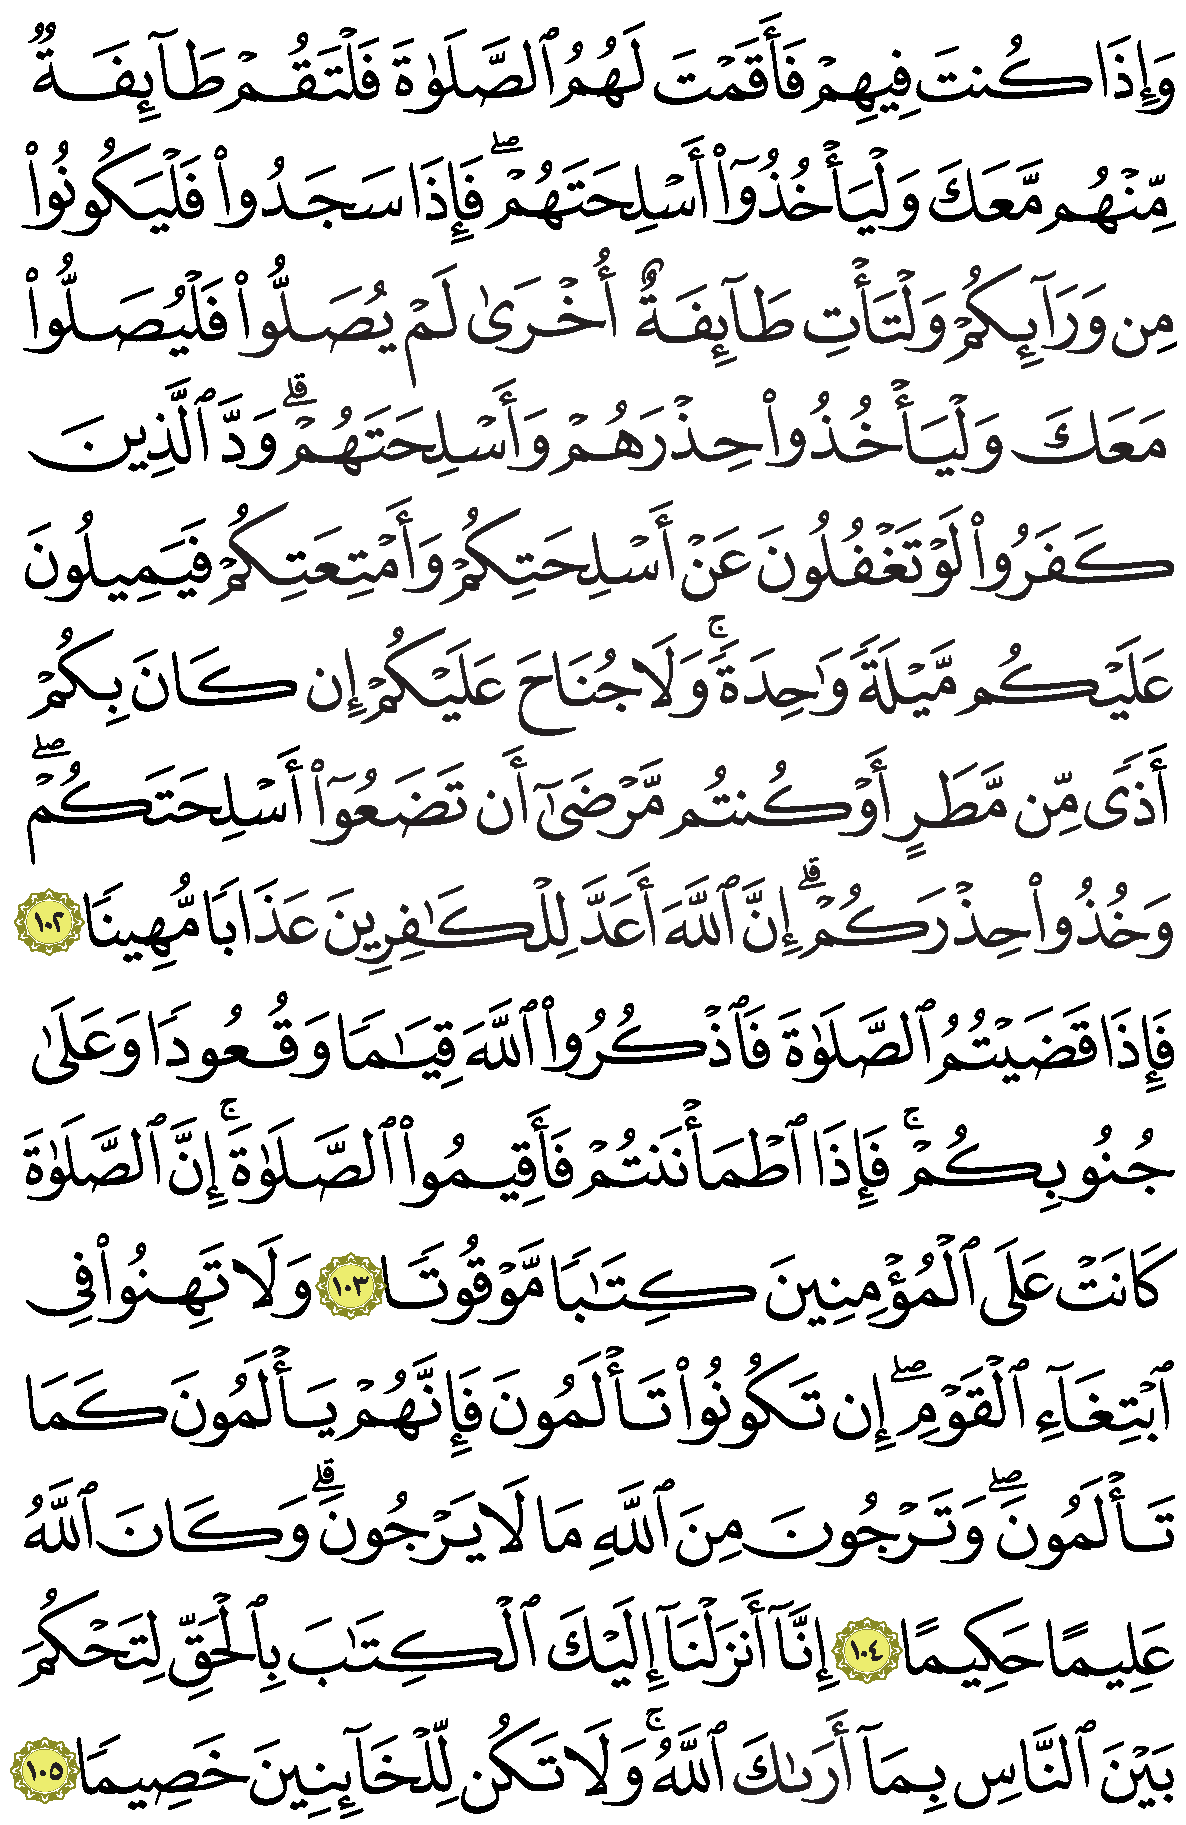 وَإِذَا كُنتَ فِيهِمْ فَأَقَمْتَ لَهُمُ ٱلصَّلَوٰةَ فَلْتَقُمْ طَآئِفَةٌ
مِّنْهُم مَّعَكَ وَلْيَأْخُذُوٓا۟ أَسْلِحَتَهُمْ ۖ فَإِذَا سَجَدُوا۟ فَلْيَكُونُوا۟
مِن وَرَآئِكُمْ وَلْتَأْتِ طَآئِفَةٌ أُخْرَىٰ لَمْ يُصَلُّوا۟ فَلْيُصَلُّوا۟
مَعَكَ وَلْيَأْخُذُوا۟ حِذْرَهُمْ وَأَسْلِحَتَهُمْ ۗ وَدَّ ٱلَّذِينَ
كَفَرُوا۟ لَوْ تَغْفُلُونَ عَنْ أَسْلِحَتِكُمْ وَأَمْتِعَتِكُمْ فَيَمِيلُونَ
عَلَيْكُم مَّيْلَةً وَٰحِدَةً ۚ وَلَا جُنَاحَ عَلَيْكُمْ إِن كَانَ بِكُمْ
أَذًى مِّن مَّطَرٍ أَوْ كُنتُم مَّرْضَىٰٓ أَن تَضَعُوٓا۟ أَسْلِحَتَكُمْ ۖ
وَخُذُوا۟ حِذْرَكُمْ ۗ إِنَّ ٱللَّهَ أَعَدَّ لِلْكَـٰفِرِينَ عَذَابًا مُّهِينًا ١٠٢
فَإِذَا قَضَيْتُمُ ٱلصَّلَوٰةَ فَٱذْكُرُوا۟ ٱللَّهَ قِيَـٰمًا وَقُعُودًا وَعَلَىٰ
جُنُوبِكُمْ ۚ فَإِذَا ٱطْمَأْنَنتُمْ فَأَقِيمُوا۟ ٱلصَّلَوٰةَ ۚ إِنَّ ٱلصَّلَوٰةَ
كَانَتْ عَلَى ٱلْمُؤْمِنِينَ كِتَـٰبًا مَّوْقُوتًا ١٠٣ وَلَا تَهِنُوا۟ فِى
ٱبْتِغَآءِ ٱلْقَوْمِ ۖ إِن تَكُونُوا۟ تَأْلَمُونَ فَإِنَّهُمْ يَأْلَمُونَ كَمَا
تَأْلَمُونَ ۖ وَتَرْجُونَ مِنَ ٱللَّهِ مَا لَا يَرْجُونَ ۗ وَكَانَ ٱللَّهُ
عَلِيمًا حَكِيمًا ١٠٤ إِنَّآ أَنزَلْنَآ إِلَيْكَ ٱلْكِتَـٰبَ بِٱلْحَقِّ لِتَحْكُمَ
بَيْنَ ٱلنَّاسِ بِمَآ أَرَىٰكَ ٱللَّهُ ۚ وَلَا تَكُن لِّلْخَآئِنِينَ خَصِيمًا ١٠٥